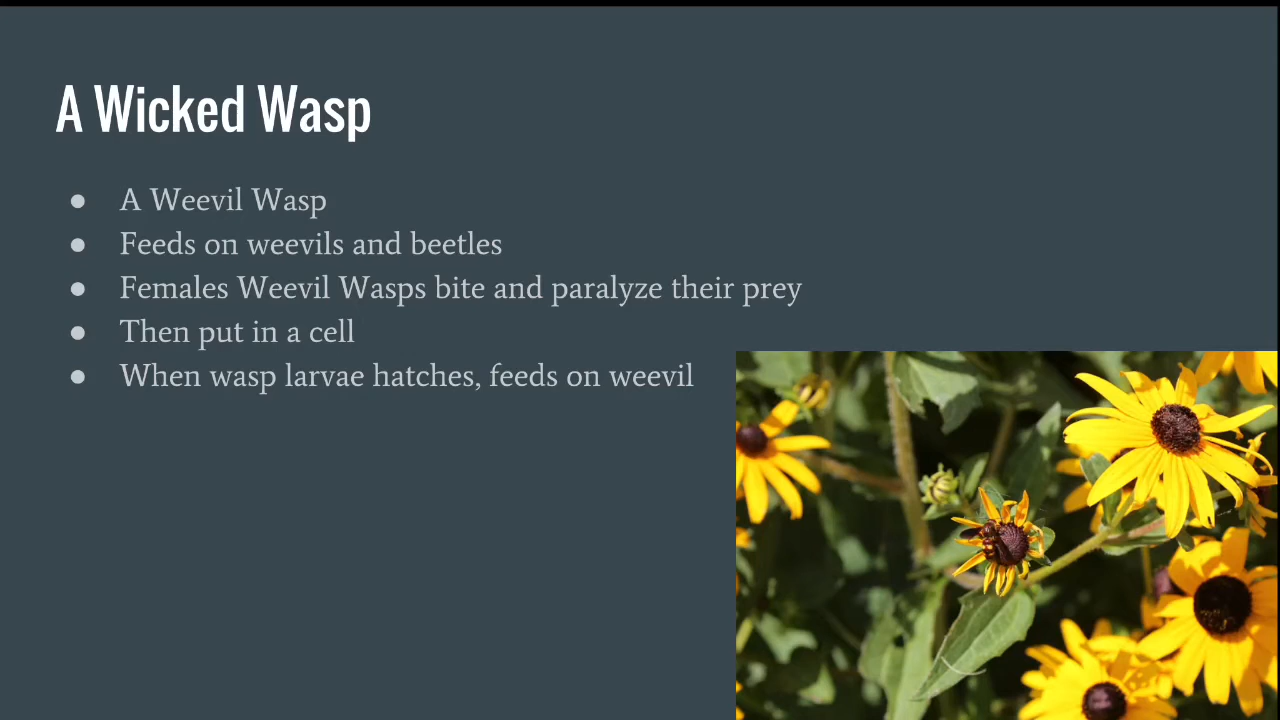 A Wicked Wasp
● A Weevil Wasp
● Feeds on weevils and beetles
● Females Weevil Wasps bite and paralyze their prey
● Then put in a cell
● When wasp larvae hatches, feeds on weevil